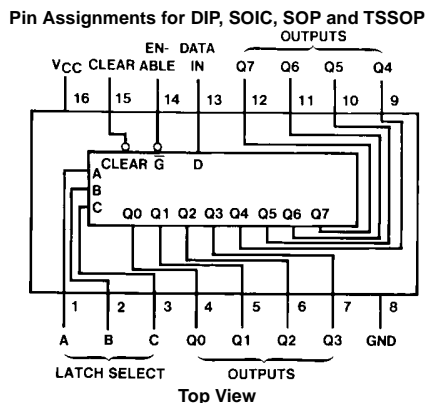 Pin Assignments for DIP, SOIC, SOP and TSSOP
OUTPUTS
EN- DATA
VCC CLEAR ABLE IN Q7 Q6 Q5 Q4
16 15 14 13 12 11 10 9
CLEAR G̅ D
A
B
C
Q0 Q1 Q2 Q3 Q4 Q5 Q6 Q7
1 2 3 4 5 6 7 8
A B C Q0 Q1 Q2 Q3 GND
LATCH SELECT OUTPUTS
Top View